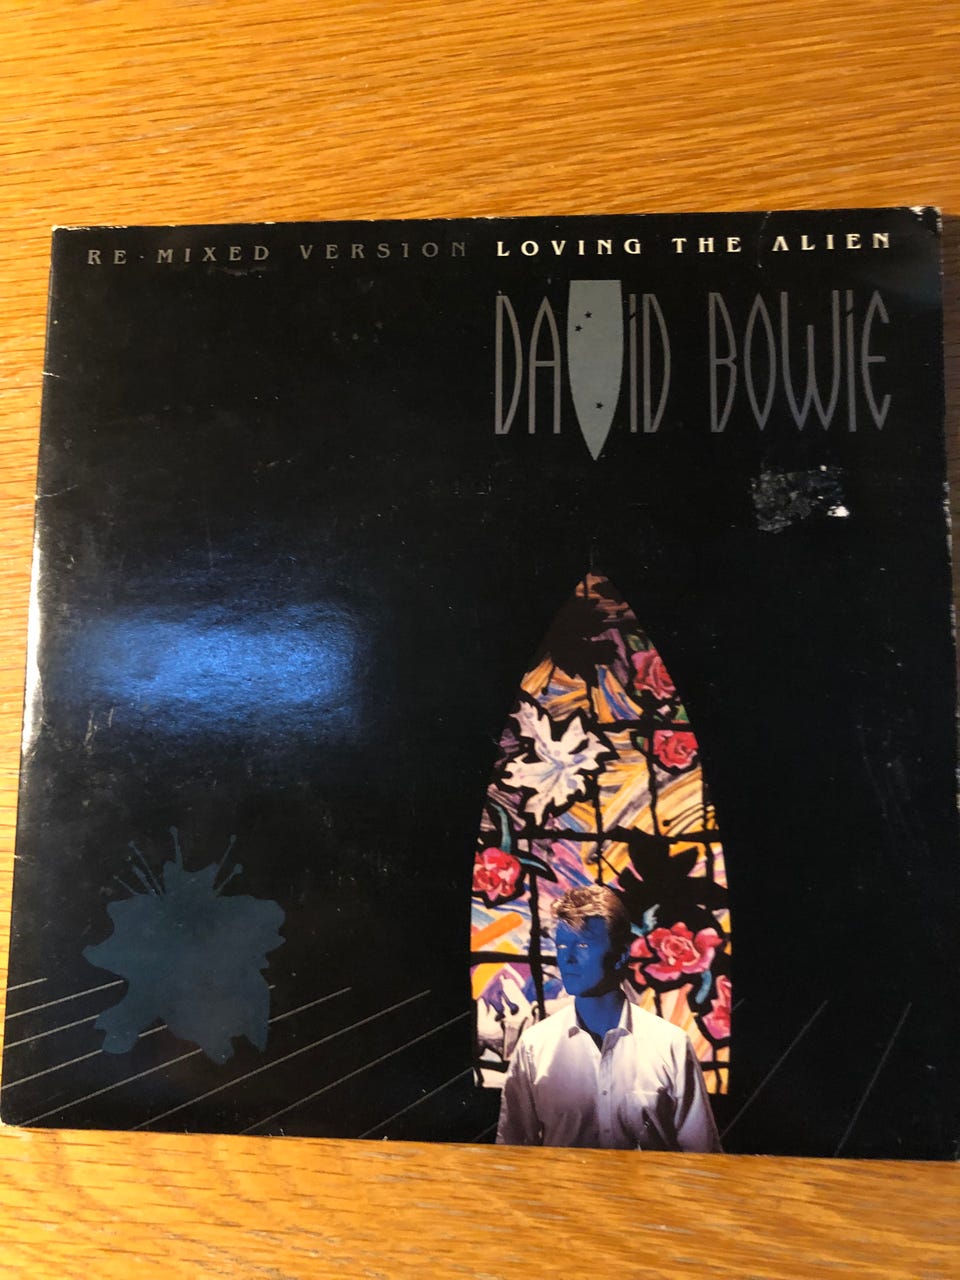 RE·MIXED VERSION LOVING THE ALIEN
DAViD BOWiE